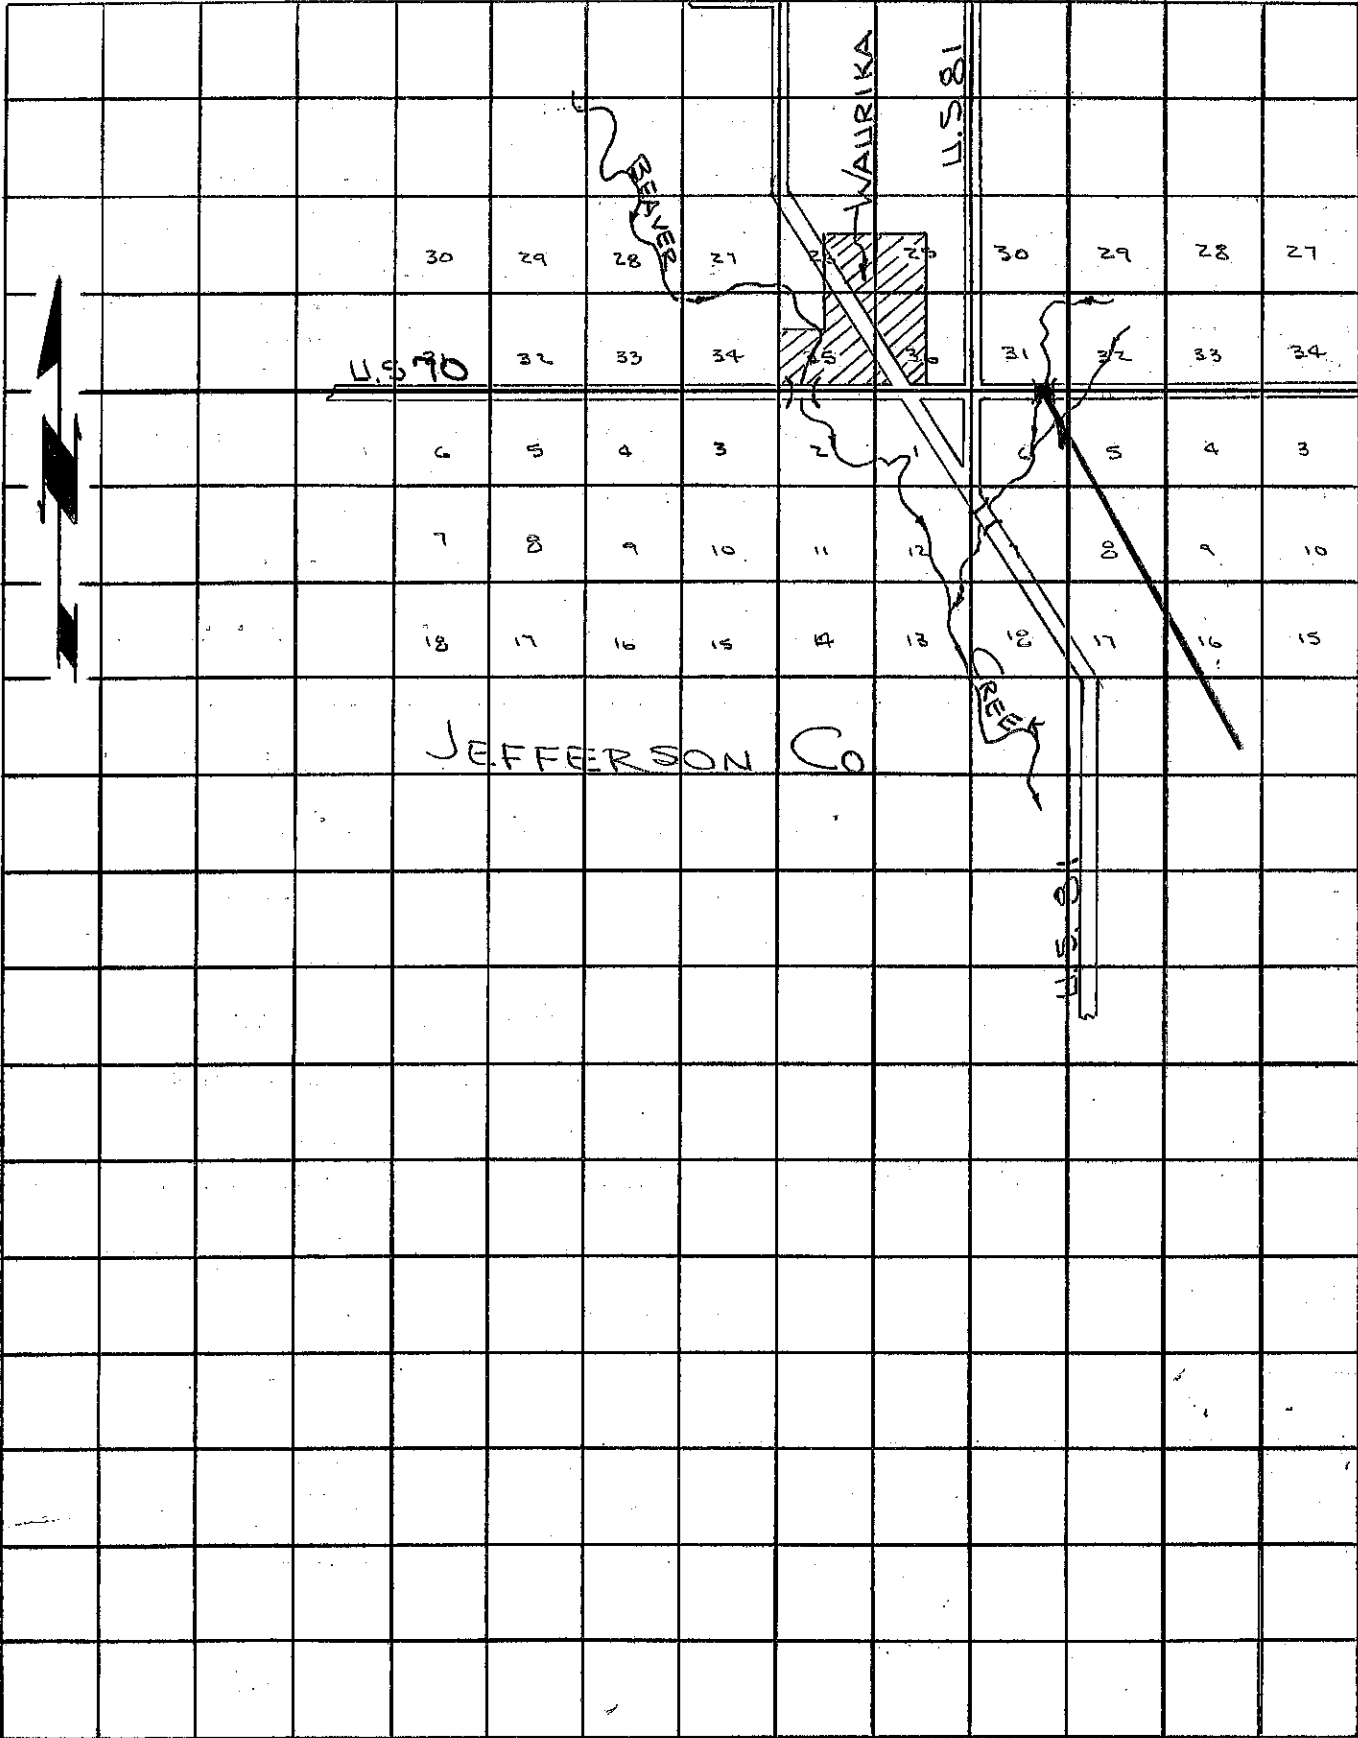 WAURIKA
U.S 81
BEAVER
30 29 28 27 26 25 30 29 28 27
U.S 70
31 32 33 34 35 36 31 32 33 34
6 5 4 3 2 1 6 5 4 3
N
7 8 9 10 11 12 8 9 10
18 17 16 15 14 13 18 17 16 15
CREEK
JEFFERSON CO
U.S. 81